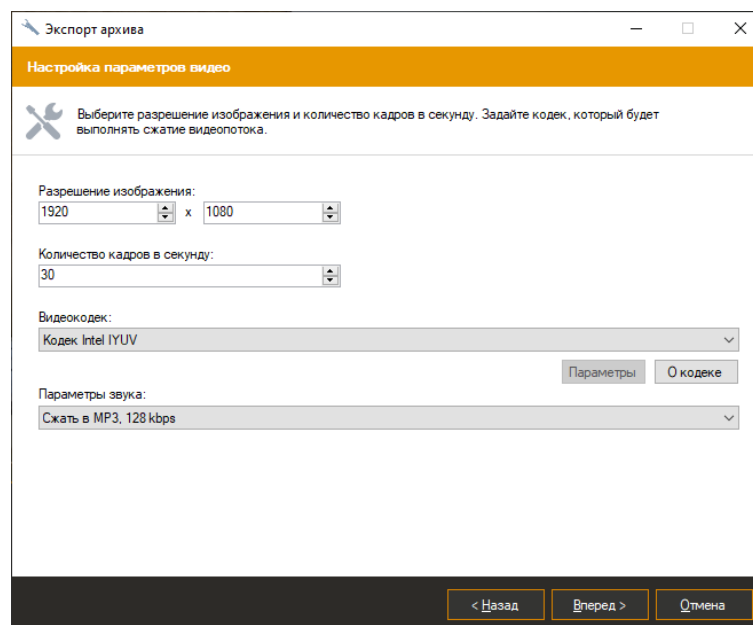 Экспорт архива
Настройка параметров видео
Выберите разрешение изображения и количество кадров в секунду. Задайте кодек, который будет
выполнять сжатие видеопотока.
Разрешение изображения:
1920 x 1080
Количество кадров в секунду:
30
Видеокодек:
Кодек Intel IYUV
Параметры О кодеке
Параметры звука:
Сжать в MP3, 128 kbps
< Назад Вперед > Отмена